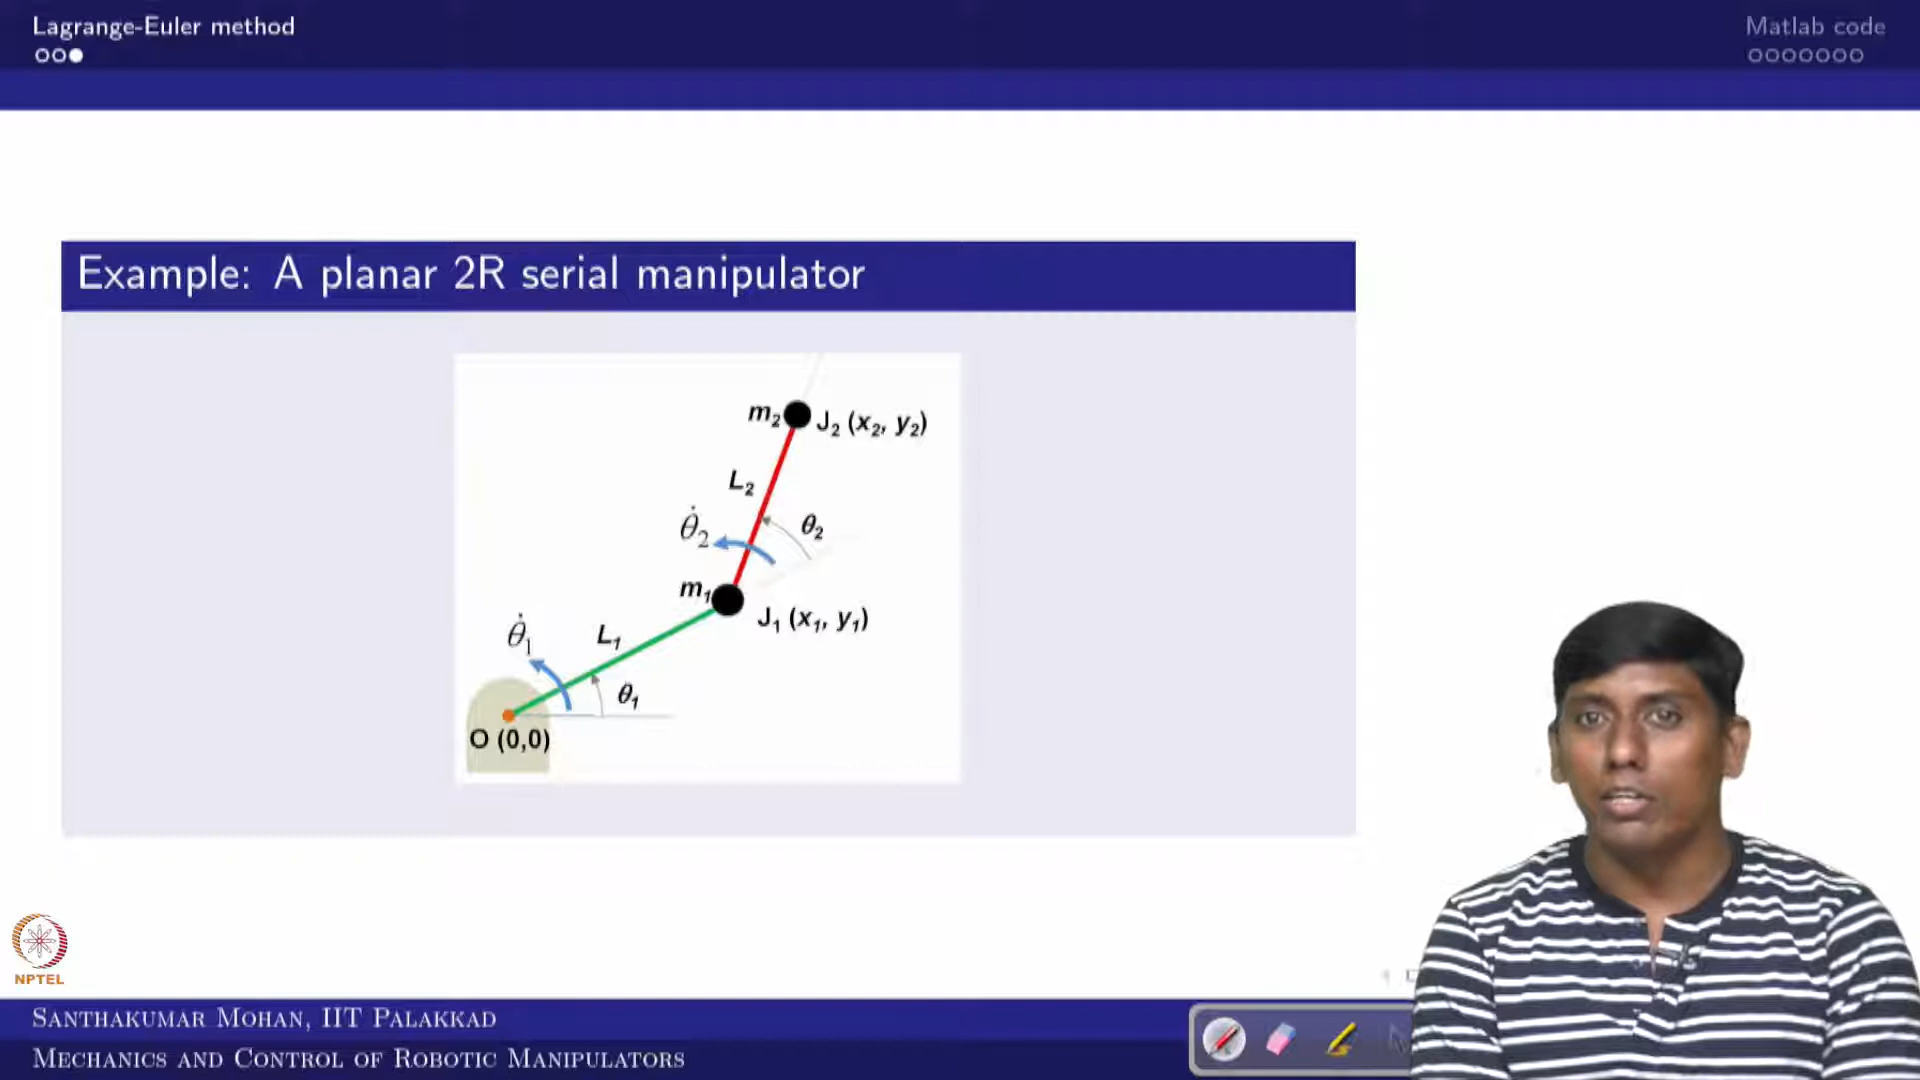 Lagrange-Euler method
Matlab code
Example: A planar 2R serial manipulator
m₂ J₂ (x₂, y₂)
L₂
θ̇₂ θ₂
m₁
J₁ (x₁, y₁)
θ̇₁ L₁
θ₁
O (0,0)
NPTEL
SANTHAKUMAR MOHAN, IIT PALAKKAD
MECHANICS AND CONTROL OF ROBOTIC MANIPULATORS